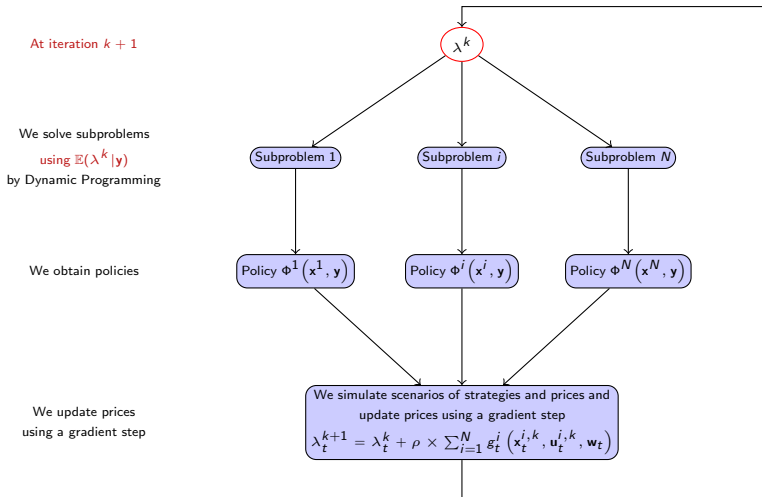 At iteration k + 1
λ^k
We solve subproblems
using 𝔼(λ^k |y)
by Dynamic Programming
Subproblem 1
Subproblem i
Subproblem N
We obtain policies
Policy Φ^1(x^1, y)
Policy Φ^i(x^i, y)
Policy Φ^N(x^N, y)
We update prices
using a gradient step
We simulate scenarios of strategies and prices and
update prices using a gradient step
λ_t^{k+1} = λ_t^k + ρ × ∑_{i=1}^N g_t^i (x_t^{i,k}, u_t^{i,k}, w_t)